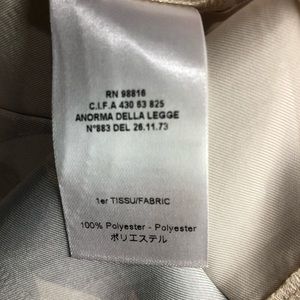 RN 98816
C.I.F.A 430 63 825
ANORMA DELLA LEGGE
N°883 DEL 26.11.73
1er TISSU/FABRIC
100% Polyester - Polyester
ポリエステル